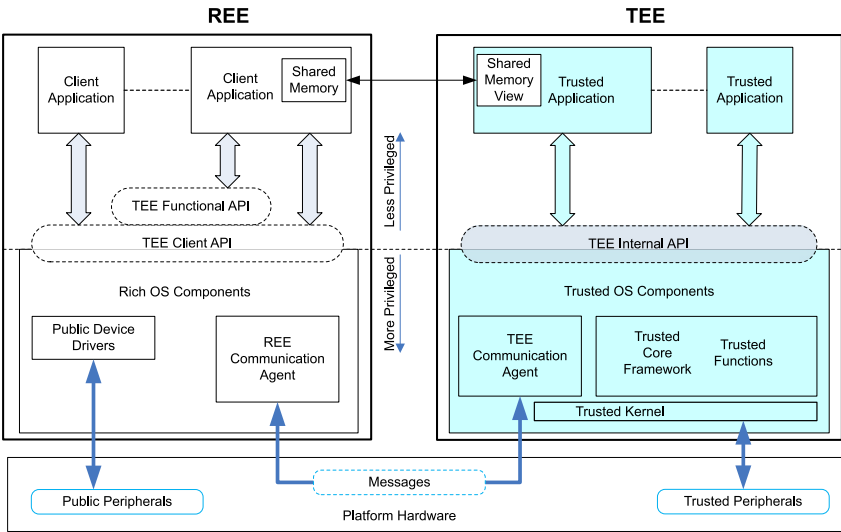 REE
TEE
Client
Application
Client
Application
Shared
Memory
Shared
Memory
View
Trusted
Application
Trusted
Application
Less Privileged
TEE Functional API
TEE Client API
TEE Internal API
More Privileged
Rich OS Components
Trusted OS Components
Public Device
Drivers
REE
Communication
Agent
TEE
Communication
Agent
Trusted
Core
Framework
Trusted
Functions
Trusted Kernel
Messages
Public Peripherals
Trusted Peripherals
Platform Hardware